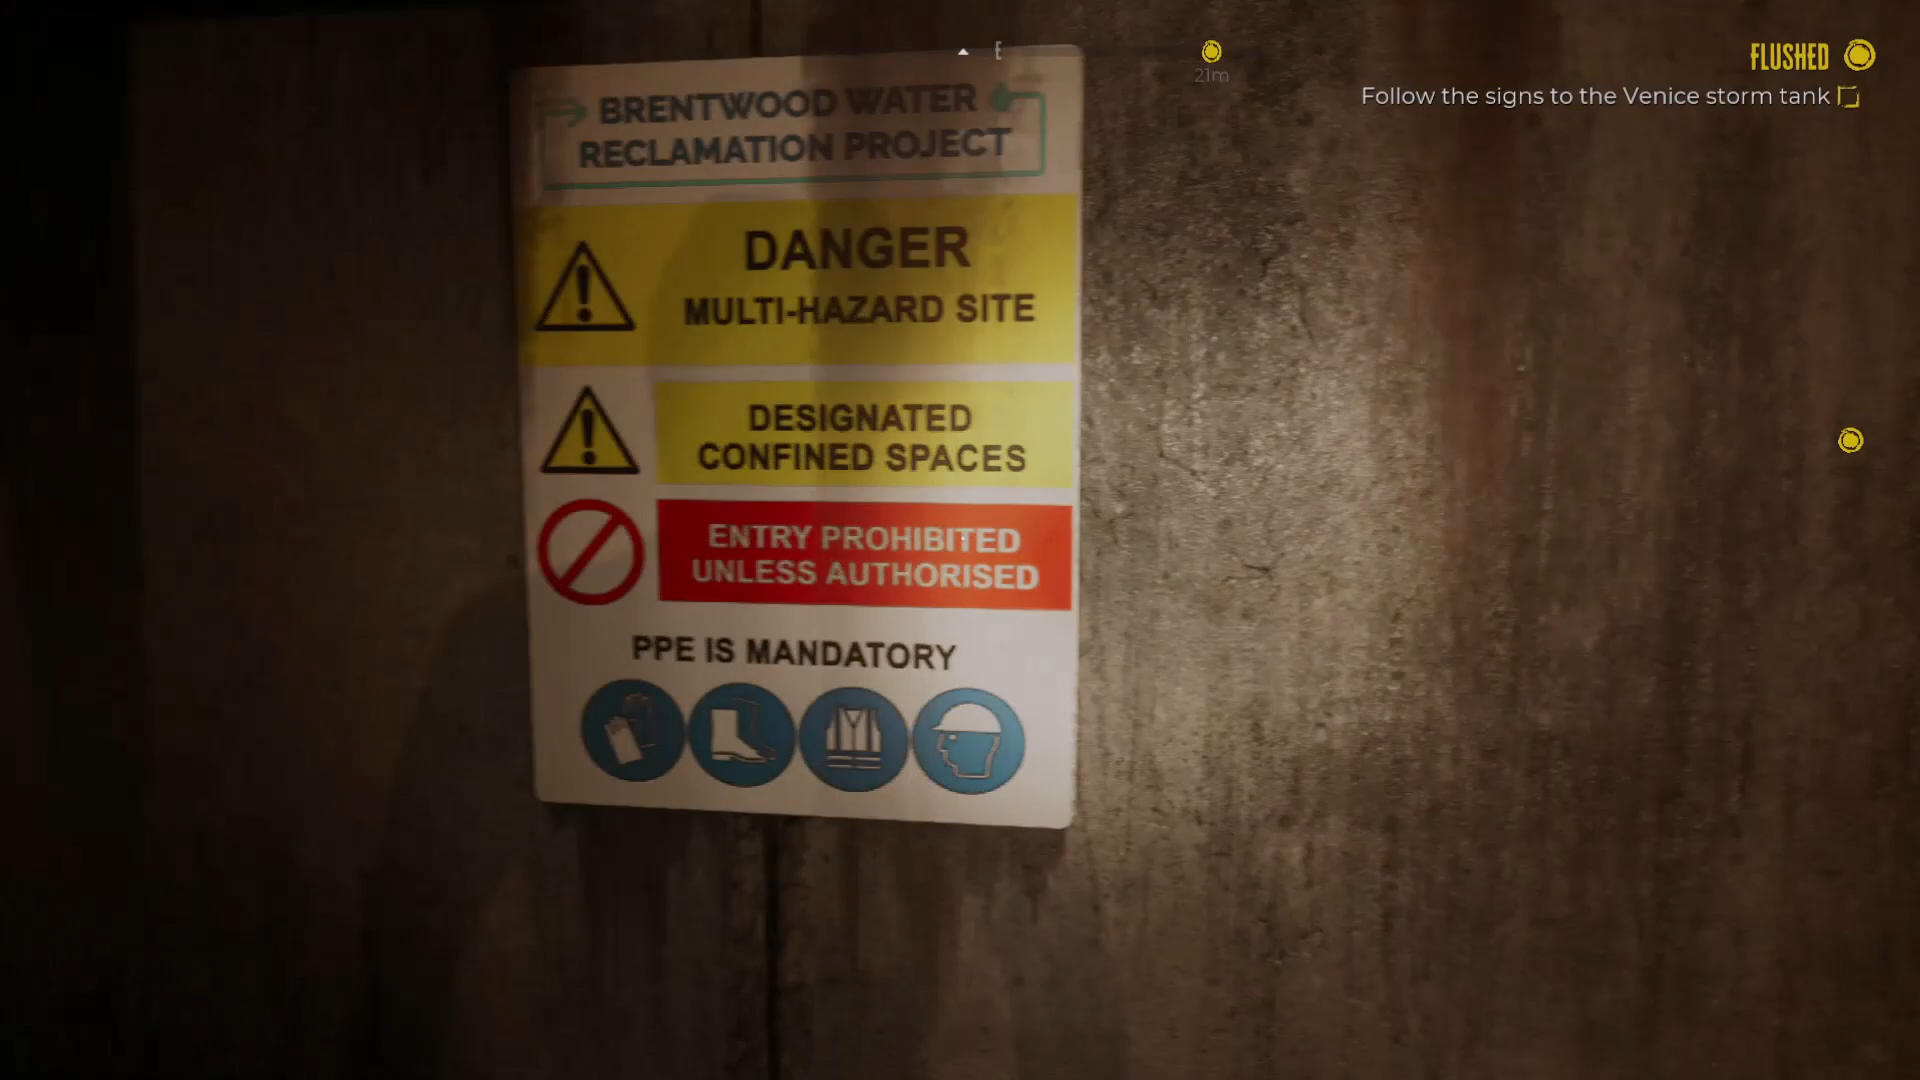 E
21m
FLUSHED
Follow the signs to the Venice storm tank
BRENTWOOD WATER
RECLAMATION PROJECT
DANGER
MULTI-HAZARD SITE
DESIGNATED
CONFINED SPACES
ENTRY PROHIBITED
UNLESS AUTHORISED
PPE IS MANDATORY